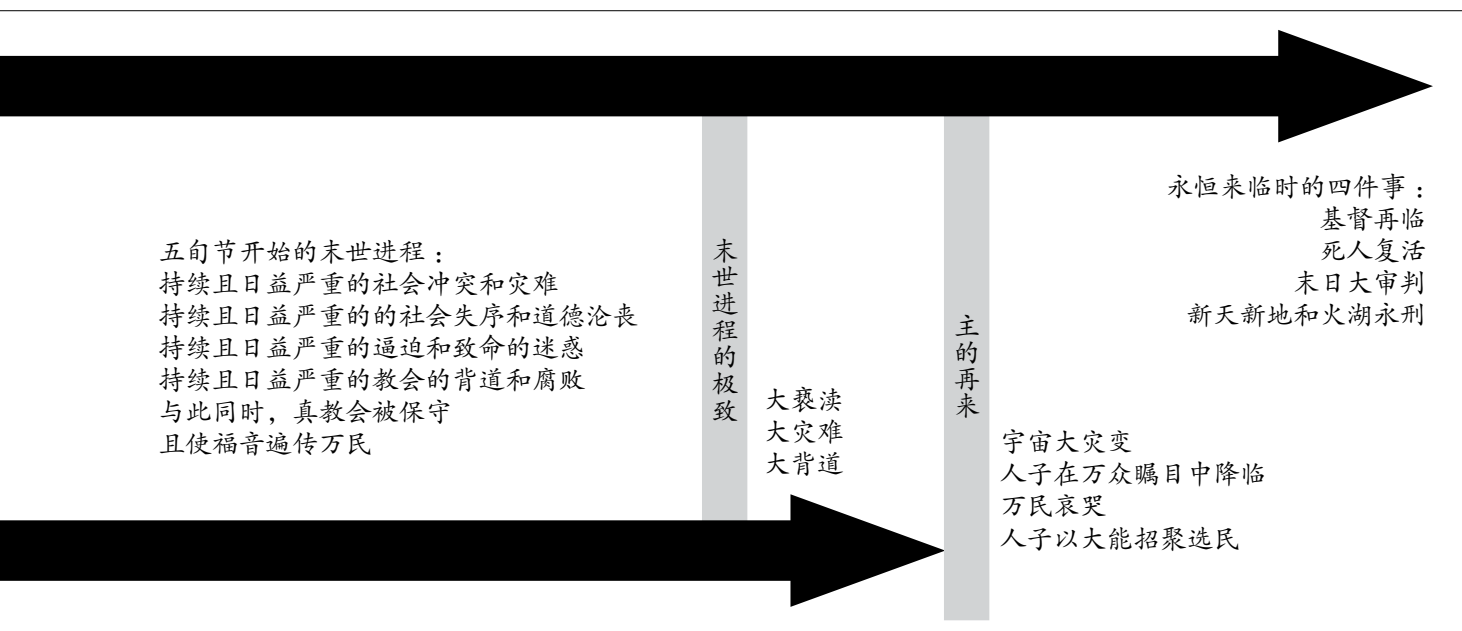 五旬节开始的末世进程：
持续且日益严重的社会冲突和灾难
持续且日益严重的的社会失序和道德沦丧
持续且日益严重的逼迫和致命的迷惑
持续且日益严重的教会的背道和腐败
与此同时，真教会被保守
且使福音遍传万民
末世进程的极致
大亵渎
大灾难
大背道
主的再来
宇宙大灾变
人子在万众瞩目中降临
万民哀哭
人子以大能招聚选民
永恒来临时的四件事：
基督再临
死人复活
末日大审判
新天新地和火湖永刑